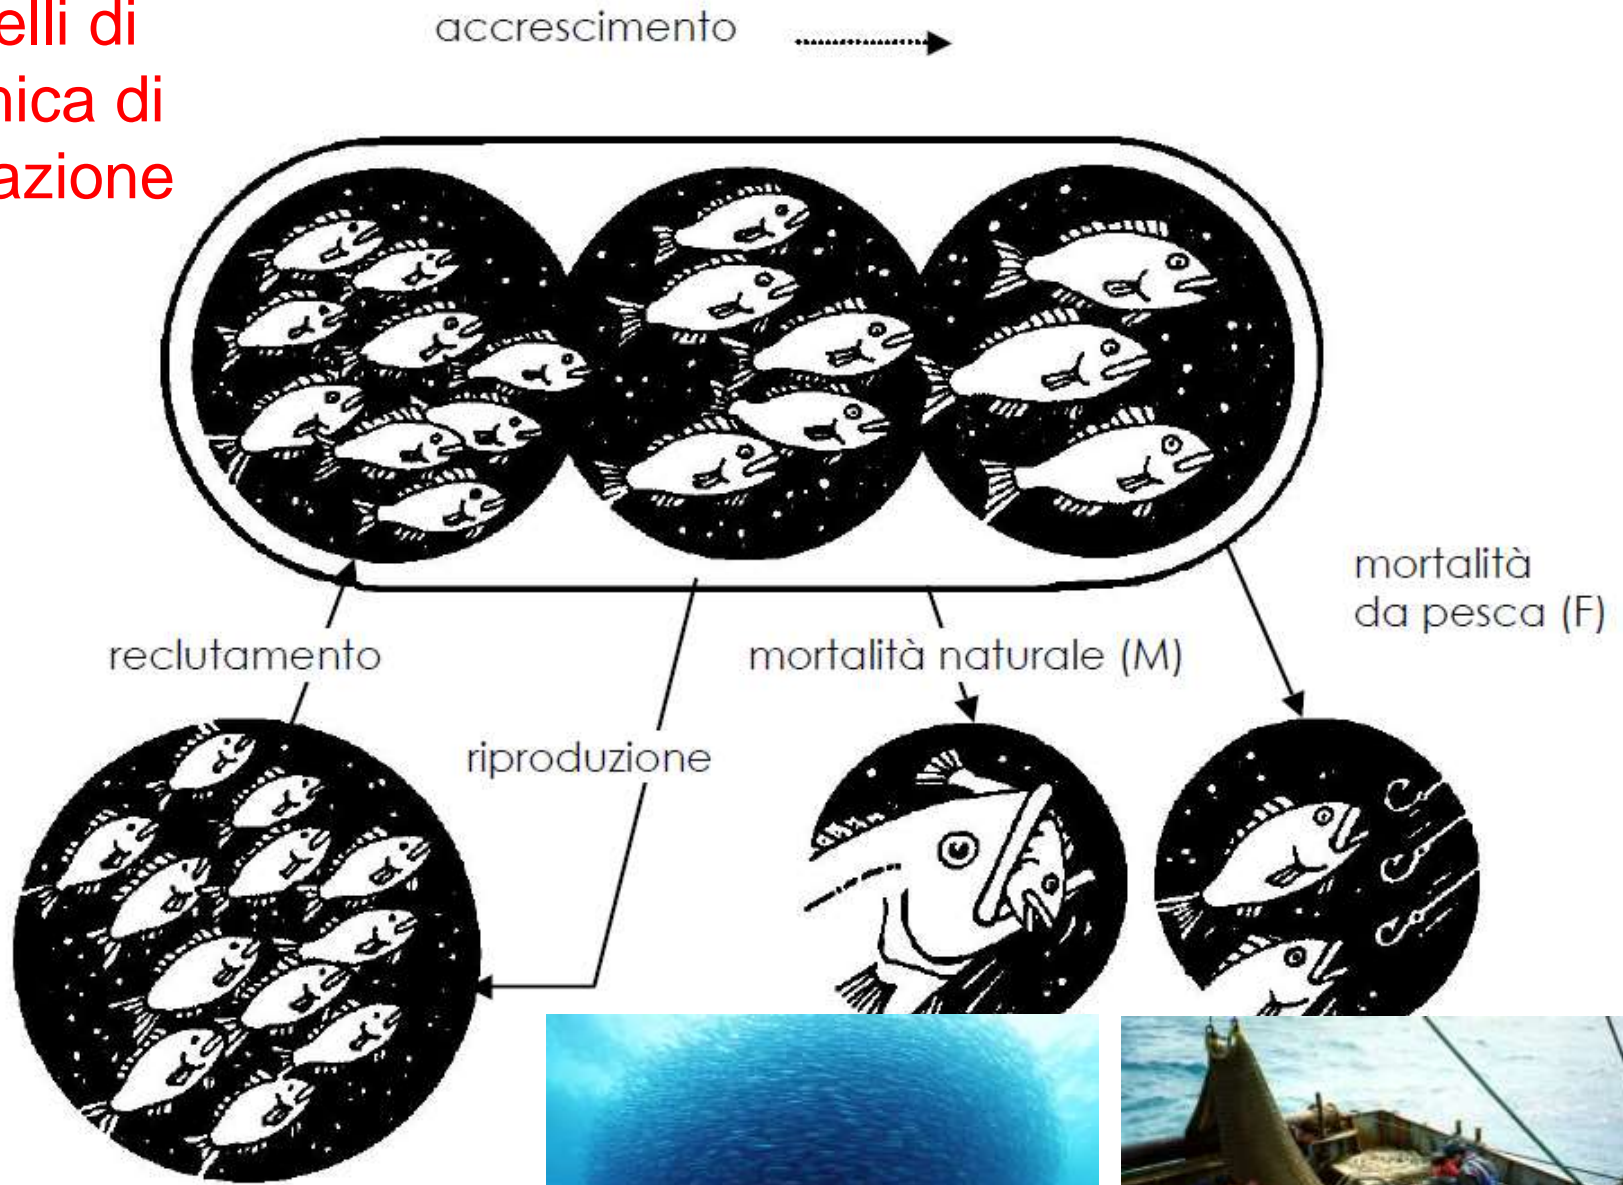 elli di
nica di
azione
accrescimento
mortalità
da pesca (F)
reclutamento
mortalità naturale (M)
riproduzione